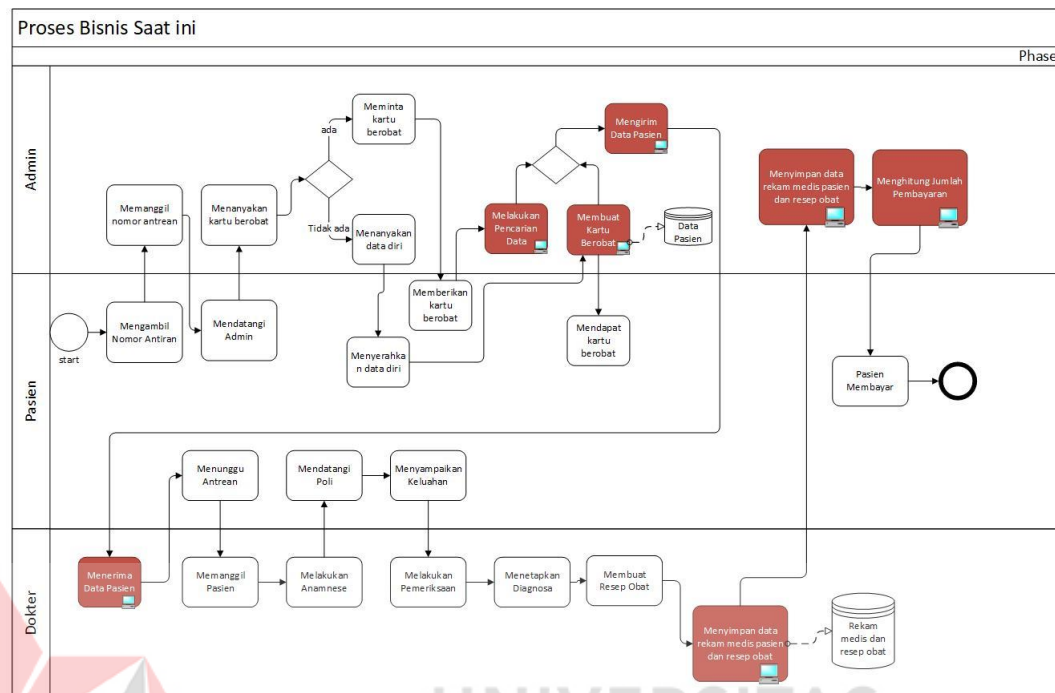 Proses Bisnis Saat ini
Phase
Admin
Meminta
kartu
berobat
ada
Mengirim
Data Pasien
Memanggil
nomor antrean
Menanyakan
kartu berobat
Tidak ada
Menanyakan
data diri
Melakukan
Pencarian
Data
Membuat
Kartu
Berobat
Data
Pasien
Menyimpan data
rekam medis pasien
dan resep obat
Menghitung Jumlah
Pembayaran
Pasien
start
Mengambil
Nomor Antiran
Mendatangi
Admin
Memberikan
kartu
berobat
Menyerahka
n data diri
Mendapat
kartu
berobat
Pasien
Membayar
Menunggu
Antrean
Mendatangi
Poli
Menyampaikan
Keluahan
Dokter
Menerima
Data Pasien
Memanggil
Pasien
Melakukan
Anamnese
Melakukan
Pemeriksaan
Menetapkan
Diagnosa
Membuat
Resep Obat
Menyimpan data
rekam medis pasien
dan resep obat
Rekam
medis dan
resep obat
UNIVERSITAS